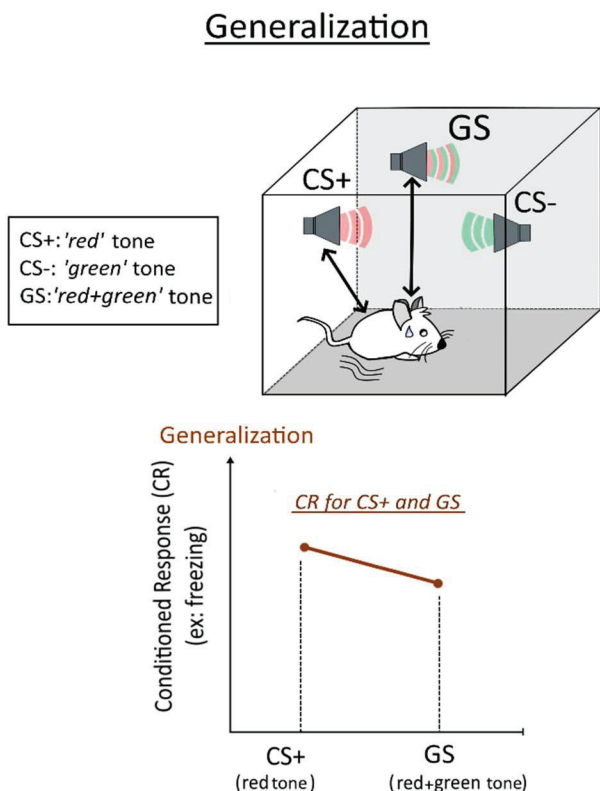 Generalization
GS
CS+
CS-
CS+:'red' tone
CS-: 'green' tone
GS:'red+green' tone
Generalization
CR for CS+ and GS
Conditioned Response (CR)
(ex: freezing)
CS+
(red tone)
GS
(red+green tone)